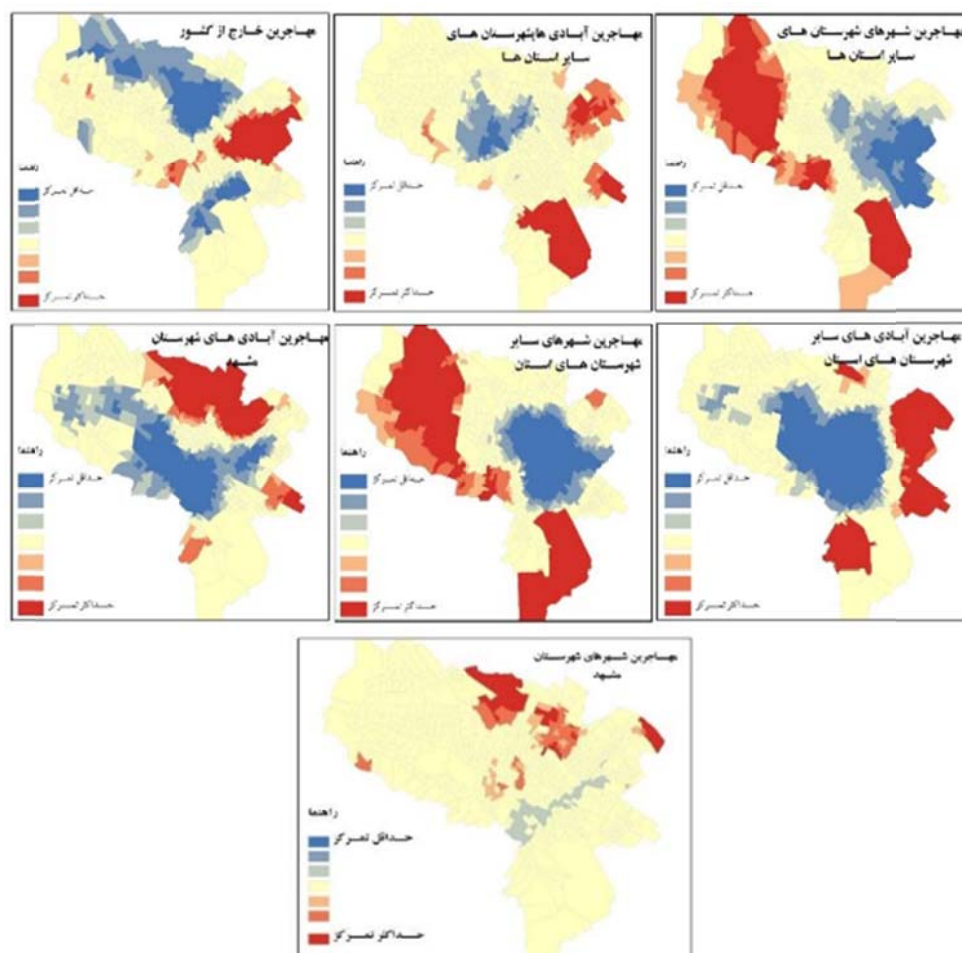 مهاجرین شهرهای شهرستان های
سایر استان ها
راهنما
حداقل تمرکز
حداکثر تمرکز
مهاجرین آبادی هایشهرستان های
سایر استان ها
راهنما
حداقل تمرکز
حداکثر تمرکز
مهاجرین خارج از کشور
راهنما
حداقل تمرکز
حداکثر تمرکز
مهاجرین آبادی های سایر
شهرستان های استان
راهنما
حداقل تمرکز
حداکثر تمرکز
مهاجرین شهرهای سایر
شهرستان های استان
راهنما
حداقل تمرکز
حداکثر تمرکز
مهاجرین آبادی های شهرستان
مشهد
راهنما
حداقل تمرکز
حداکثر تمرکز
مهاجرین شهرهای شهرستان
مشهد
راهنما
حداقل تمرکز
حداکثر تمرکز